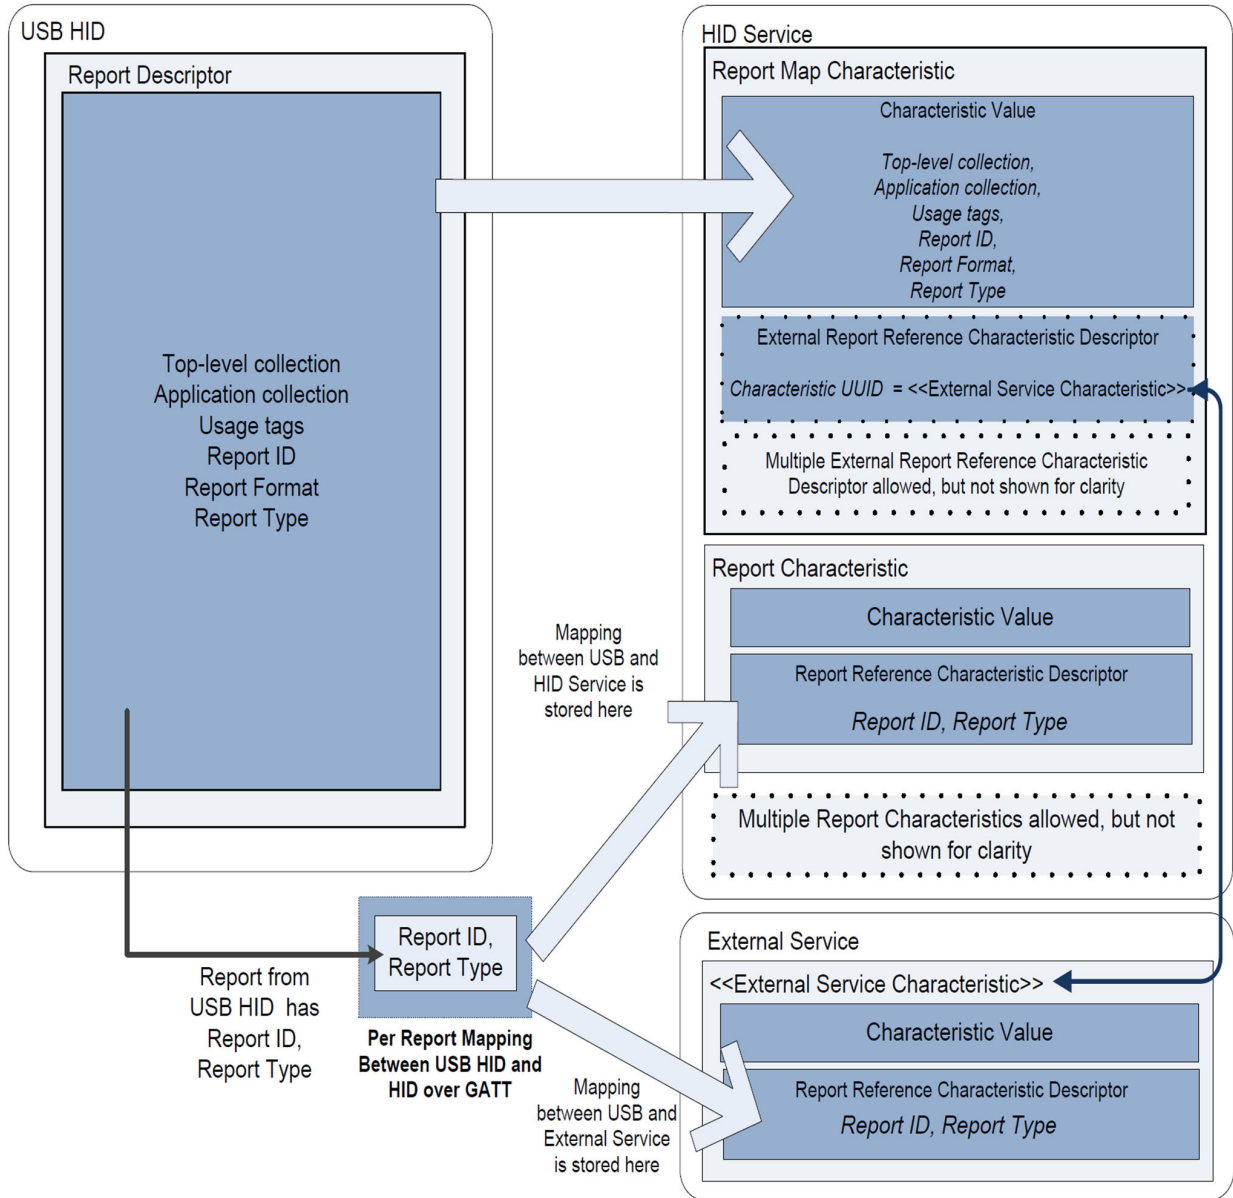 USB HID
Report Descriptor
Top-level collection
Application collection
Usage tags
Report ID
Report Format
Report Type
Report from
USB HID has
Report ID,
Report Type
Report ID,
Report Type
Per Report Mapping
Between USB HID and
HID over GATT
Mapping
between USB and
HID Service is
stored here
Mapping
between USB and
External Service
is stored here
HID Service
Report Map Characteristic
Characteristic Value
Top-level collection,
Application collection,
Usage tags,
Report ID,
Report Format,
Report Type
External Report Reference Characteristic Descriptor
Characteristic UUID = <<External Service Characteristic>>
Multiple External Report Reference Characteristic
Descriptor allowed, but not shown for clarity
Report Characteristic
Characteristic Value
Report Reference Characteristic Descriptor
Report ID, Report Type
Multiple Report Characteristics allowed, but not
shown for clarity
External Service
<<External Service Characteristic>>
Characteristic Value
Report Reference Characteristic Descriptor
Report ID, Report Type